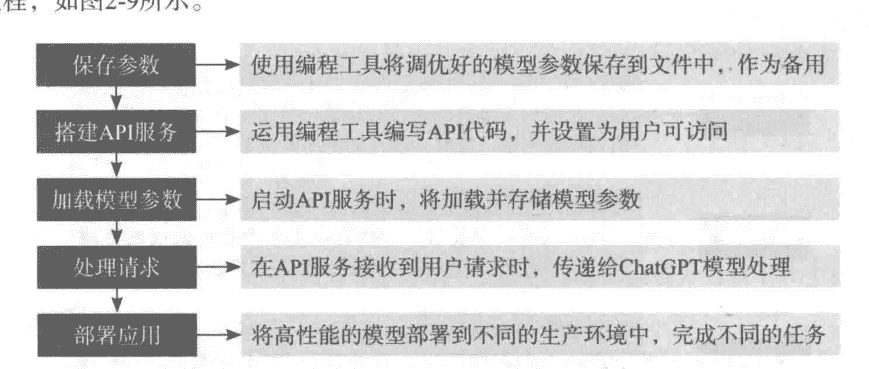 程，如图2-9所示。
保存参数
使用编程工具将调优好的模型参数保存到文件中，作为备用
搭建API服务
运用编程工具编写API代码，并设置为用户可访问
加载模型参数
启动API服务时，将加载并存储模型参数
处理请求
在API服务接收到用户请求时，传递给ChatGPT模型处理
部署应用
将高性能的模型部署到不同的生产环境中，完成不同的任务